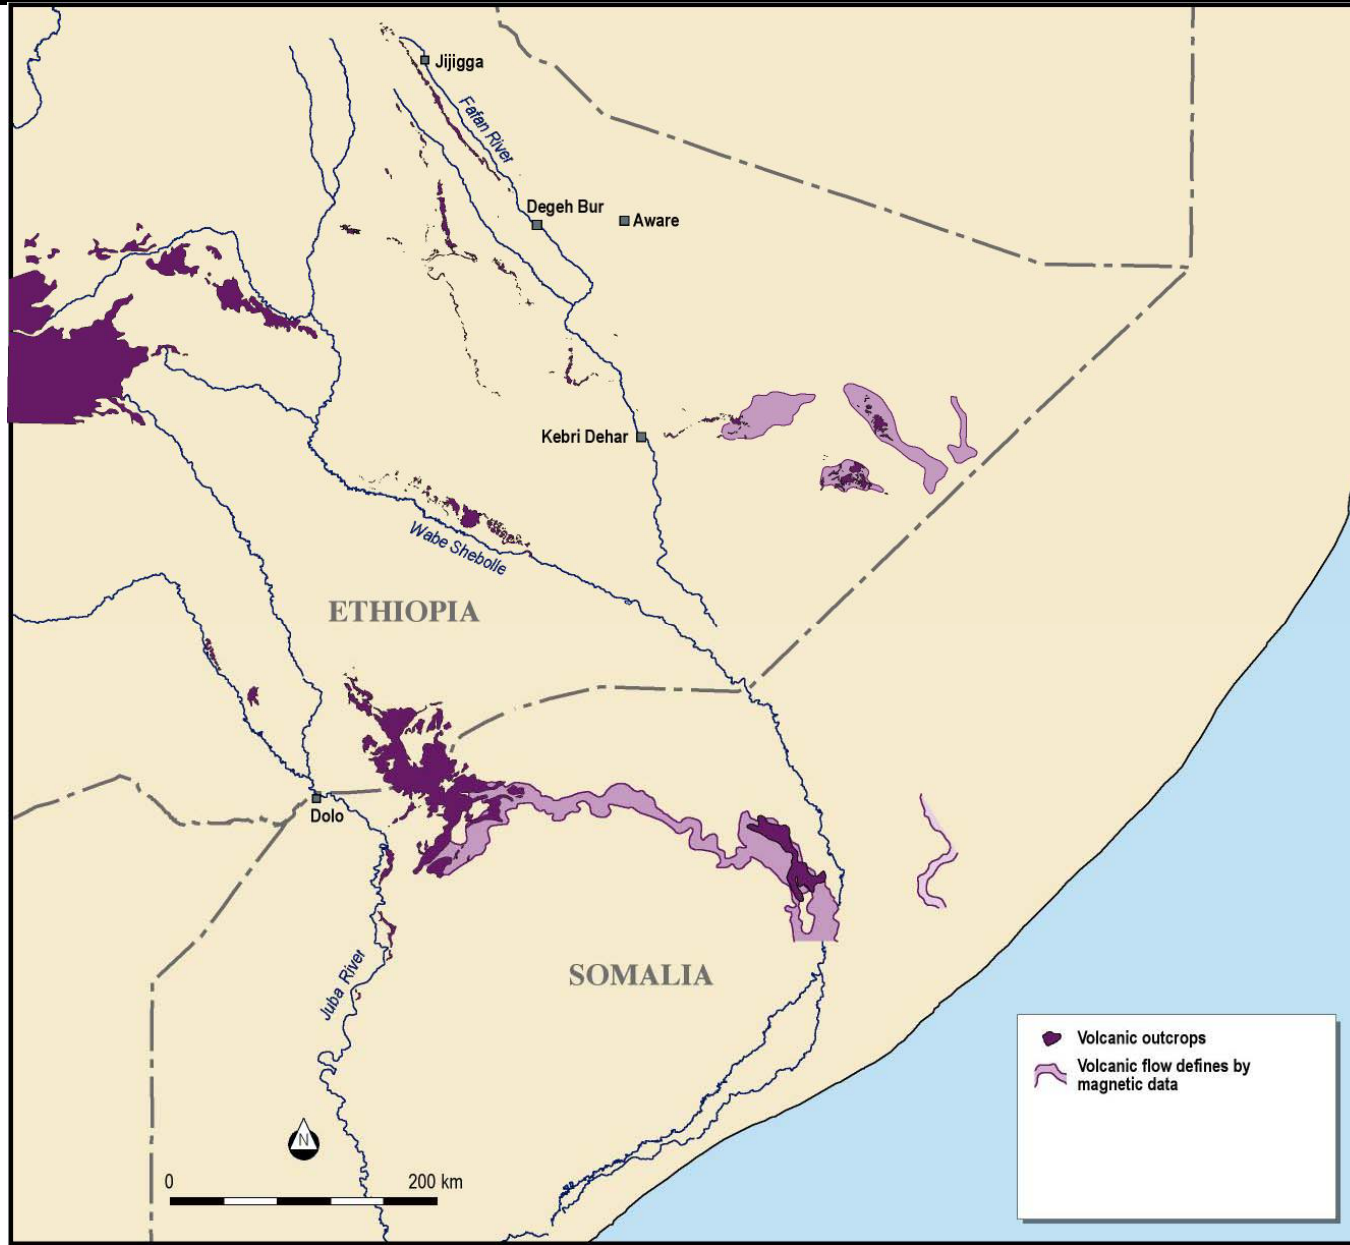 Jijigga
Fafan River
Degeh Bur
Aware
Kebri Dehar
Wabe Shebolle
ETHIOPIA
Dolo
SOMALIA
Juba River
Volcanic outcrops
Volcanic flow defines by
magnetic data
N
0 200 km